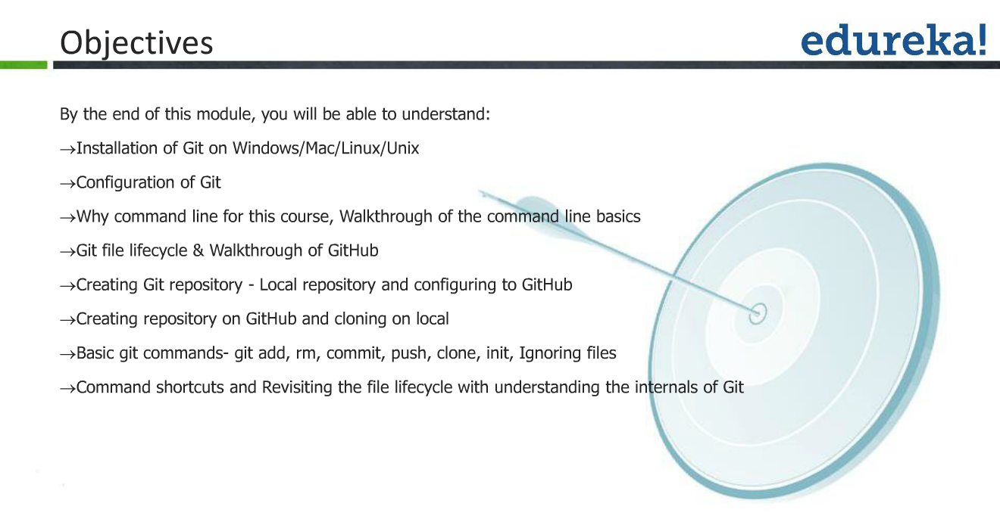 Objectives
edureka!
By the end of this module, you will be able to understand:
→Installation of Git on Windows/Mac/Linux/Unix
→Configuration of Git
→Why command line for this course, Walkthrough of the command line basics
→Git file lifecycle & Walkthrough of GitHub
→Creating Git repository - Local repository and configuring to GitHub
→Creating repository on GitHub and cloning on local
→Basic git commands- git add, rm, commit, push, clone, init, Ignoring files
→Command shortcuts and Revisiting the file lifecycle with understanding the internals of Git